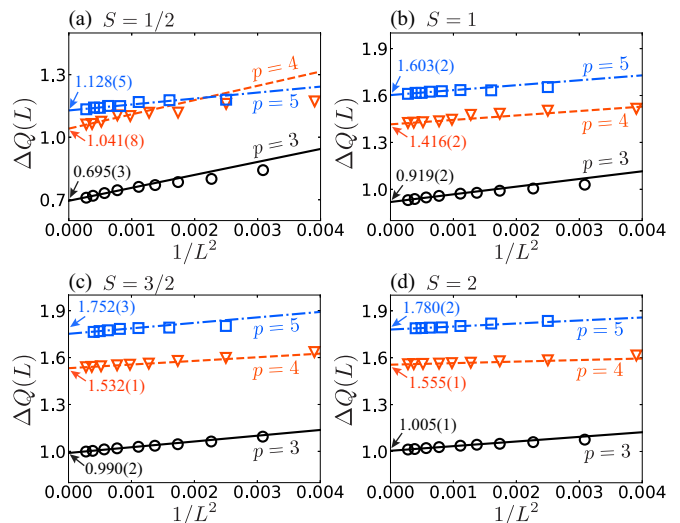 (a) S = 1/2
ΔQ(L)
1.3
1.0
0.7
1.128(5)
1.041(8)
0.695(3)
p = 4
p = 5
p = 3
0.000 0.001 0.002 0.003 0.004
1/L²
(b) S = 1
ΔQ(L)
1.9
1.6
1.3
1.0
1.603(2)
1.416(2)
0.919(2)
p = 5
p = 4
p = 3
0.000 0.001 0.002 0.003 0.004
1/L²
(c) S = 3/2
ΔQ(L)
1.9
1.6
1.3
1.0
1.752(3)
1.532(1)
0.990(2)
p = 5
p = 4
p = 3
0.000 0.001 0.002 0.003 0.004
1/L²
(d) S = 2
ΔQ(L)
1.9
1.6
1.3
1.0
1.780(2)
1.555(1)
1.005(1)
p = 5
p = 4
p = 3
0.000 0.001 0.002 0.003 0.004
1/L²